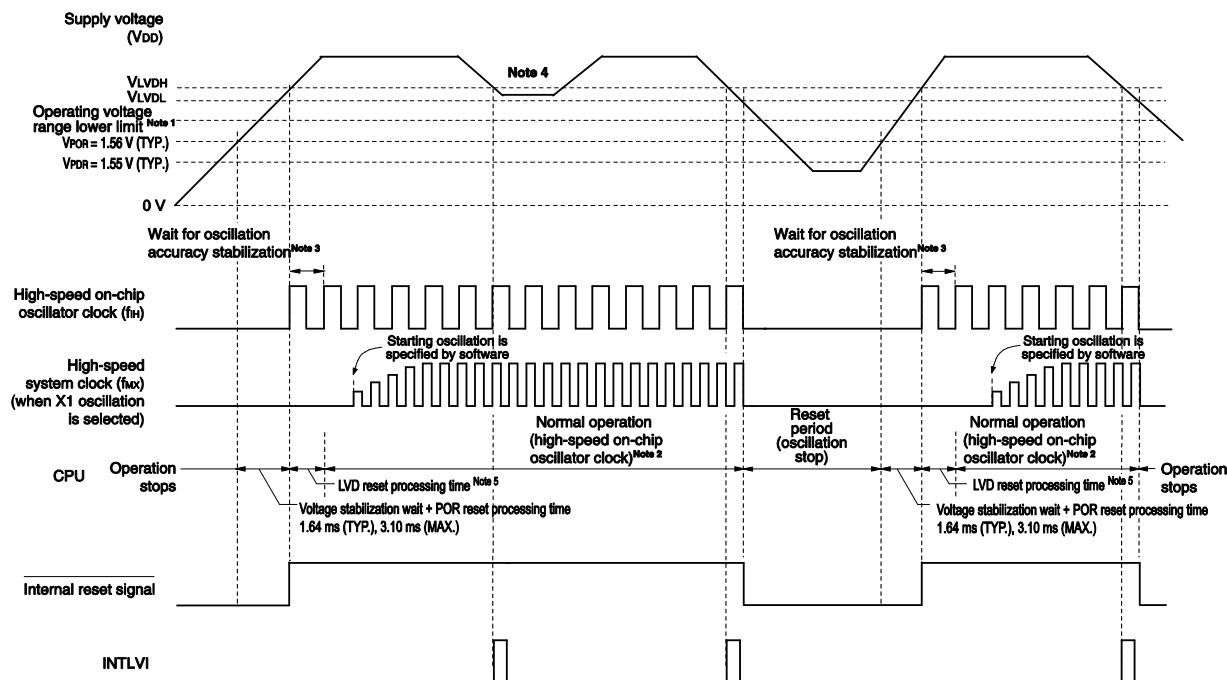 Supply voltage
(VDD)
Note 4
VLVDH
VLVDL
Operating voltage
range lower limit Note 1
VPOR = 1.56 V (TYP.)
VPDR = 1.55 V (TYP.)
0 V
Wait for oscillation
accuracy stabilization Note 3
Wait for oscillation
accuracy stabilization Note 3
High-speed on-chip
oscillator clock (fIH)
Starting oscillation is
specified by software
Starting oscillation is
specified by software
High-speed
system clock (fMX)
(when X1 oscillation
is selected)
Normal operation
(high-speed on-chip
oscillator clock) Note 2
Reset
period
(oscillation
stop)
Normal operation
(high-speed on-chip
oscillator clock) Note 2
CPU
Operation
stops
Operation
stops
LVD reset processing time Note 5
LVD reset processing time Note 5
Voltage stabilization wait + POR reset processing time
1.64 ms (TYP.), 3.10 ms (MAX.)
Voltage stabilization wait + POR reset processing time
1.64 ms (TYP.), 3.10 ms (MAX.)
Internal reset signal
INTLVI